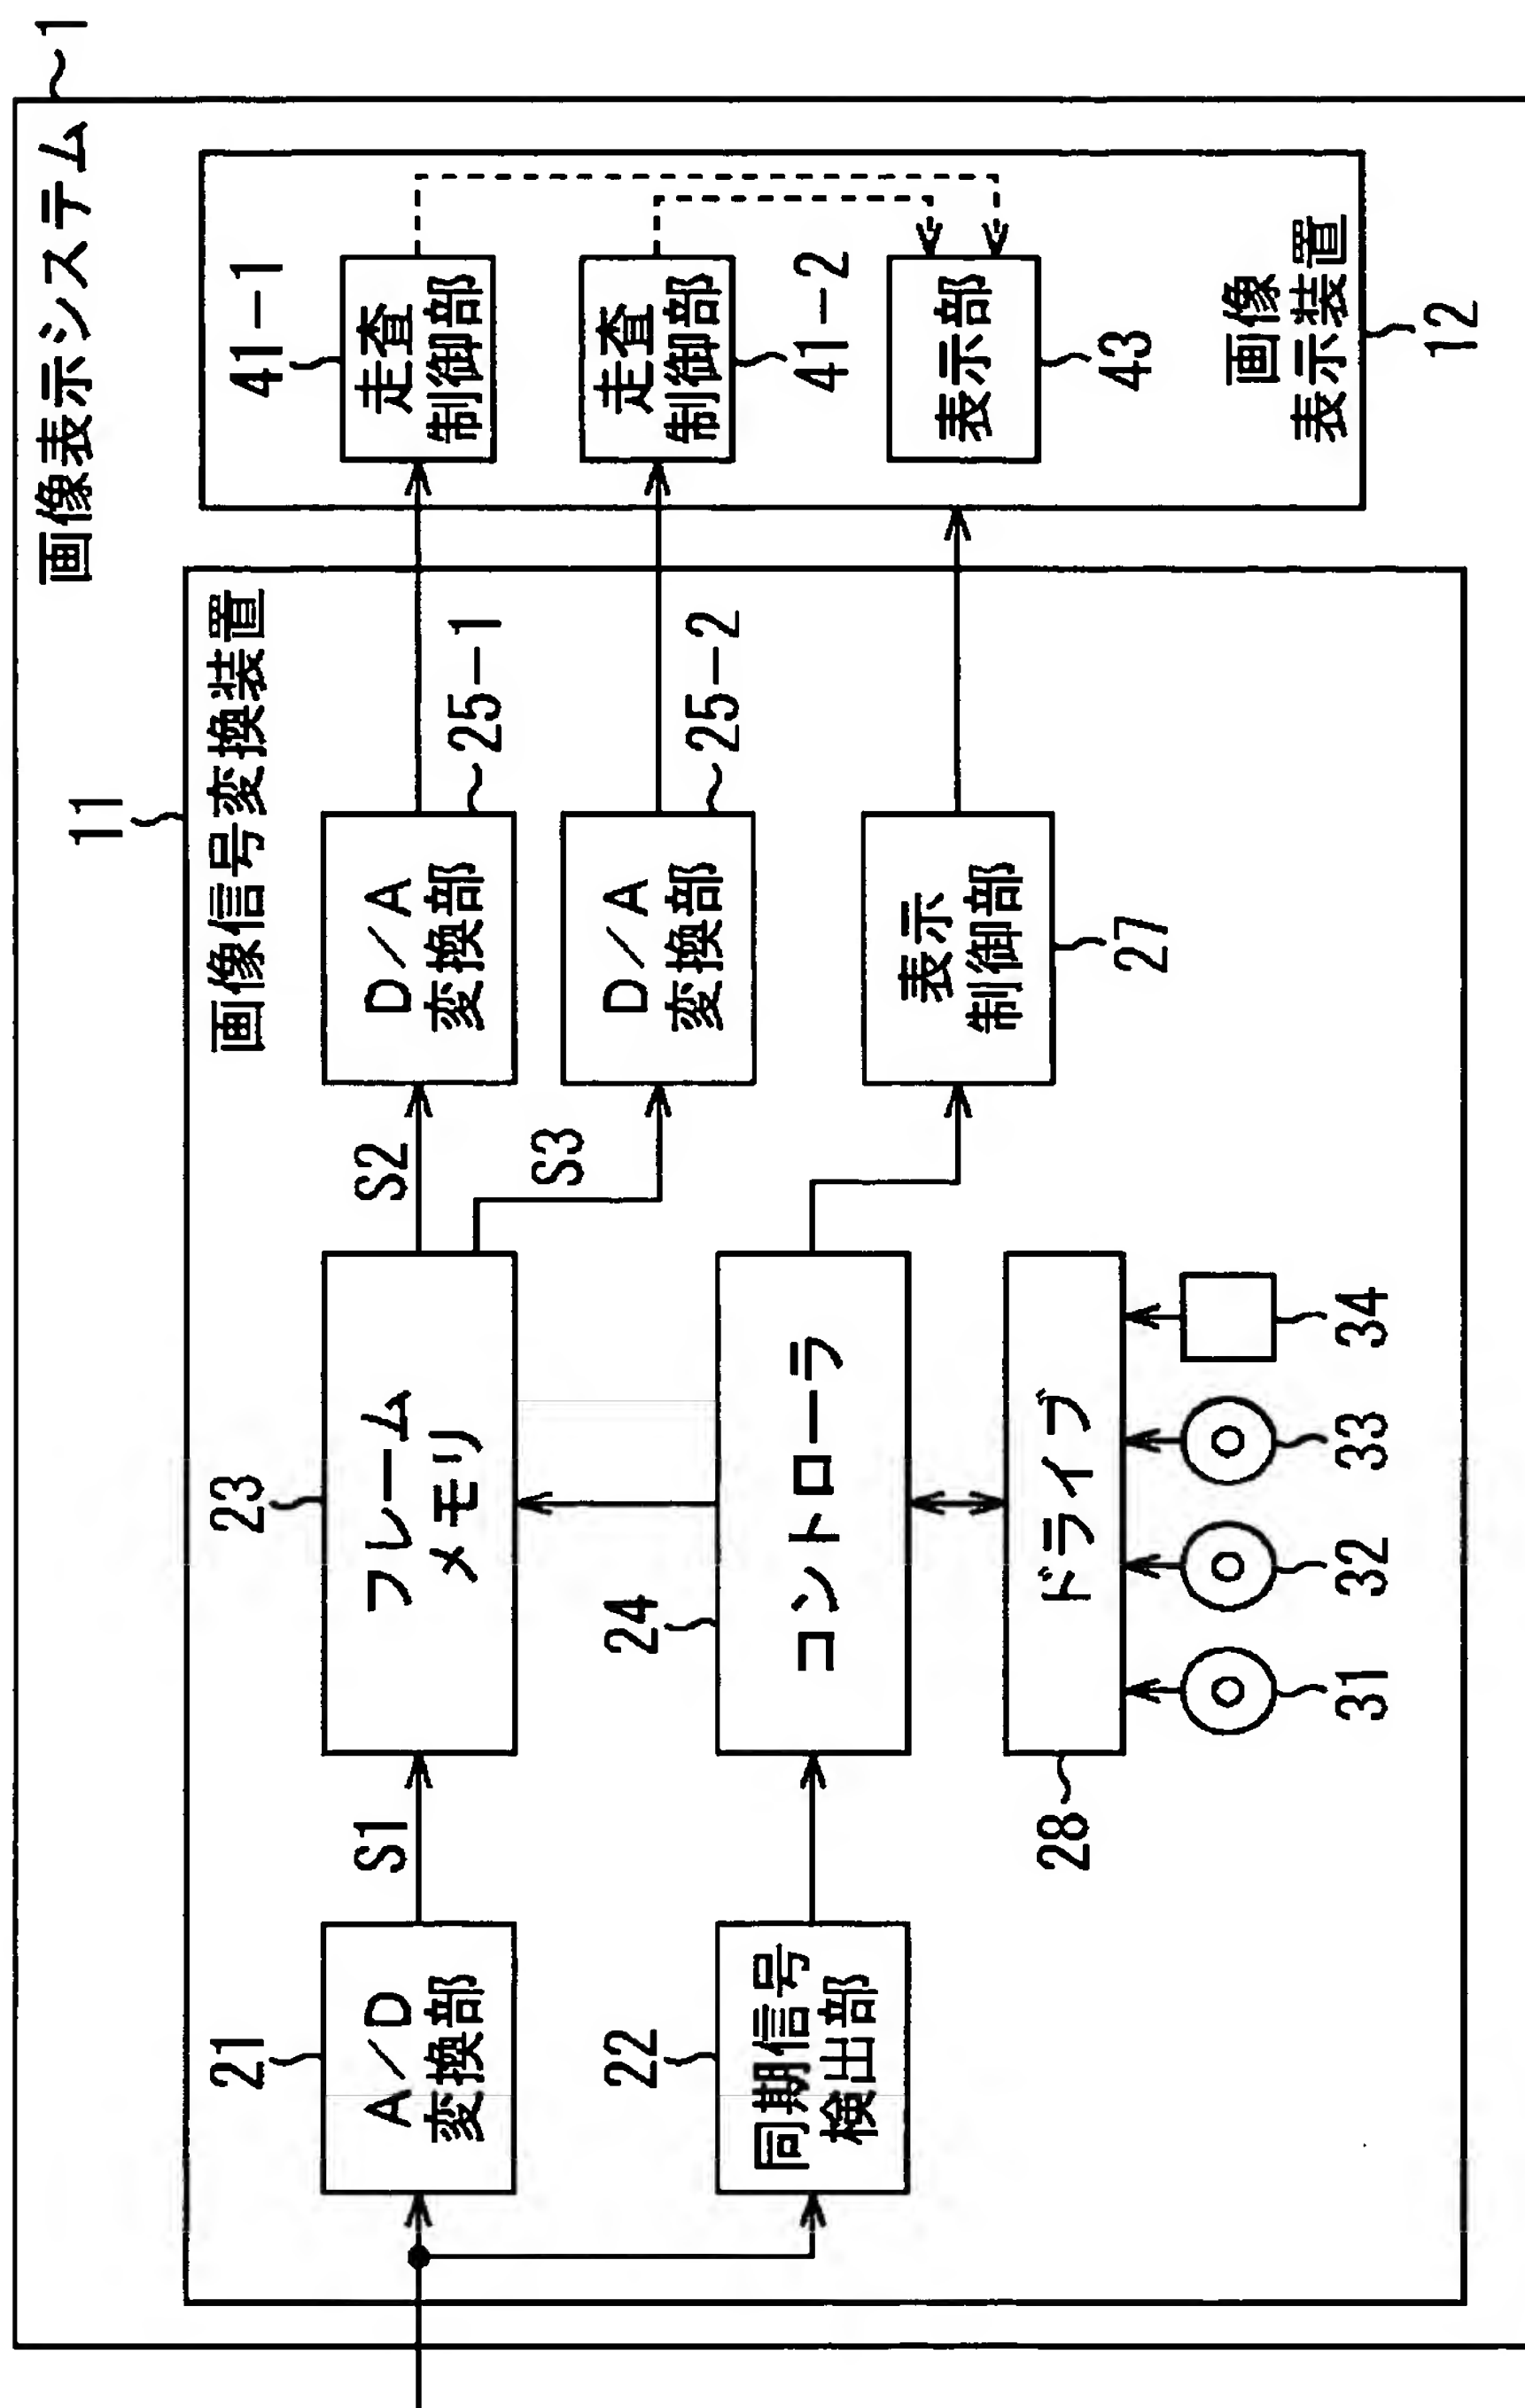 画像表示システム
~1
11
画像信号変換装置
21
A/D
変換部
S1
23
フレーム
メモリ
S2
D/A
変換部
25-1
S3
D/A
変換部
25-2
22
同期信号
検出部
24
コントローラ
表示
制御部
27
28
ドライブ
31
32
33
34
41-1
走査
制御部
走査
制御部
41-2
表示部
43
画像
表示装置
12